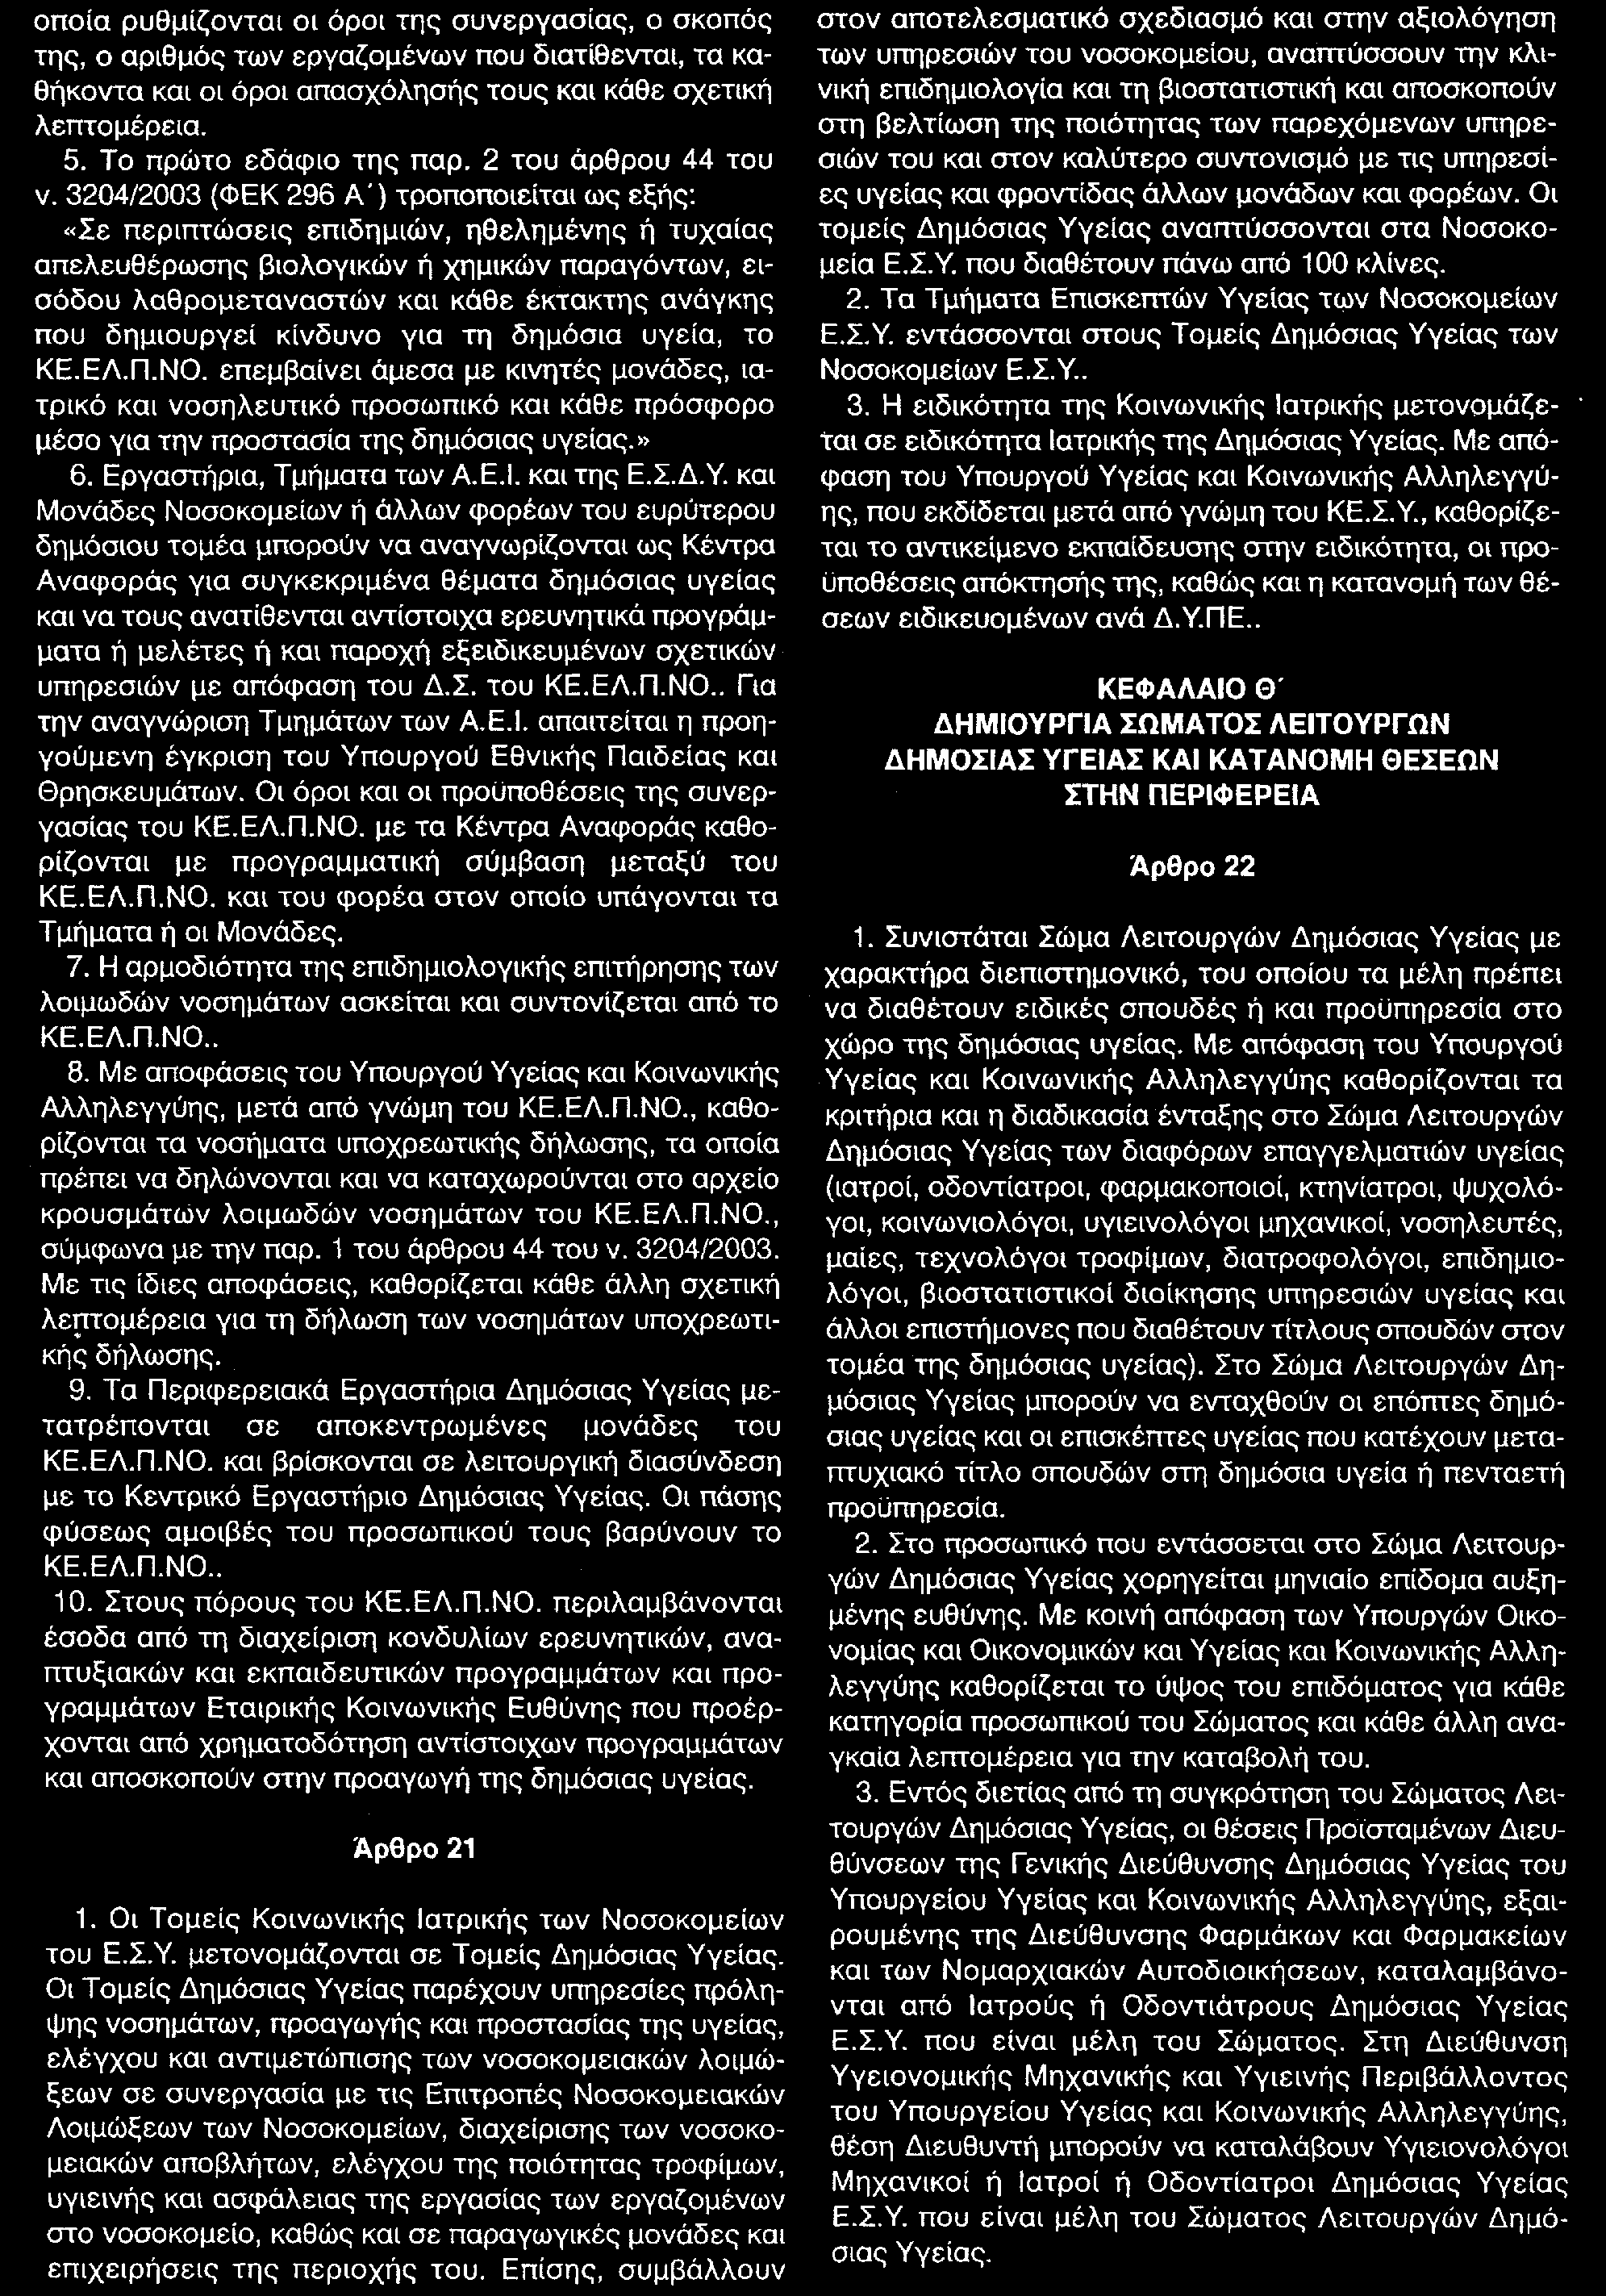 οποία ρυθμίζονται οι όροι της συνεργασίας, ο σκοπός
της, ο αριθμός των εργαζομένων που διατίθενται, τα κα-
θήκοντα και οι όροι απασχόλησής τους και κάθε σχετική
λεπτομέρεια.
5. Το πρώτο εδάφιο της παρ. 2 του άρθρου 44 του
ν. 3204/2003 (ΦΕΚ 296 Α΄) τροποποιείται ως εξής:
«Σε περιπτώσεις επιδημιών, ηθελημένης ή τυχαίας
απελευθέρωσης βιολογικών ή χημικών παραγόντων, ει-
σόδου λαθρομεταναστών και κάθε έκτακτης ανάγκης
που δημιουργεί κίνδυνο για τη δημόσια υγεία, το
ΚΕ.ΕΛ.Π.ΝΟ. επεμβαίνει άμεσα με κινητές μονάδες, ια-
τρικό και νοσηλευτικό προσωπικό και κάθε πρόσφορο
μέσο για την προστασία της δημόσιας υγείας.»
6. Εργαστήρια, Τμήματα των Α.Ε.Ι. και της Ε.Σ.Δ.Υ. και
Μονάδες Νοσοκομείων ή άλλων φορέων του ευρύτερου
δημόσιου τομέα μπορούν να αναγνωρίζονται ως Κέντρα
Αναφοράς για συγκεκριμένα θέματα δημόσιας υγείας
και να τους ανατίθενται αντίστοιχα ερευνητικά προγράμ-
ματα ή μελέτες ή και παροχή εξειδικευμένων σχετικών
υπηρεσιών με απόφαση του Δ.Σ. του ΚΕ.ΕΛ.Π.ΝΟ.. Για
την αναγνώριση Τμημάτων των Α.Ε.Ι. απαιτείται η προη-
γούμενη έγκριση του Υπουργού Εθνικής Παιδείας και
Θρησκευμάτων. Οι όροι και οι προϋποθέσεις της συνερ-
γασίας του ΚΕ.ΕΛ.Π.ΝΟ. με τα Κέντρα Αναφοράς καθο-
ρίζονται με προγραμματική σύμβαση μεταξύ του
ΚΕ.ΕΛ.Π.ΝΟ. και του φορέα στον οποίο υπάγονται τα
Τμήματα ή οι Μονάδες.
7. Η αρμοδιότητα της επιδημιολογικής επιτήρησης των
λοιμωδών νοσημάτων ασκείται και συντονίζεται από το
ΚΕ.ΕΛ.Π.ΝΟ..
8. Με αποφάσεις του Υπουργού Υγείας και Κοινωνικής
Αλληλεγγύης, μετά από γνώμη του ΚΕ.ΕΛ.Π.ΝΟ., καθο-
ρίζονται τα νοσήματα υποχρεωτικής δήλωσης, τα οποία
πρέπει να δηλώνονται και να καταχωρούνται στο αρχείο
κρουσμάτων λοιμωδών νοσημάτων του ΚΕ.ΕΛ.Π.ΝΟ.,
σύμφωνα με την παρ. 1 του άρθρου 44 του ν. 3204/2003.
Με τις ίδιες αποφάσεις, καθορίζεται κάθε άλλη σχετική
λεπτομέρεια για τη δήλωση των νοσημάτων υποχρεωτι-
κής δήλωσης.
9. Τα Περιφερειακά Εργαστήρια Δημόσιας Υγείας με-
τατρέπονται σε αποκεντρωμένες μονάδες του
ΚΕ.ΕΛ.Π.ΝΟ. και βρίσκονται σε λειτουργική διασύνδεση
με το Κεντρικό Εργαστήριο Δημόσιας Υγείας. Οι πάσης
φύσεως αμοιβές του προσωπικού τους βαρύνουν το
ΚΕ.ΕΛ.Π.ΝΟ..
10. Στους πόρους του ΚΕ.ΕΛ.Π.ΝΟ. περιλαμβάνονται
έσοδα από τη διαχείριση κονδυλίων ερευνητικών, ανα-
πτυξιακών και εκπαιδευτικών προγραμμάτων και προ-
γραμμάτων Εταιρικής Κοινωνικής Ευθύνης που προέρ-
χονται από χρηματοδότηση αντίστοιχων προγραμμάτων
και αποσκοπούν στην προαγωγή της δημόσιας υγείας.
Άρθρο 21
1. Οι Τομείς Κοινωνικής Ιατρικής των Νοσοκομείων
του Ε.Σ.Υ. μετονομάζονται σε Τομείς Δημόσιας Υγείας.
Οι Τομείς Δημόσιας Υγείας παρέχουν υπηρεσίες πρόλη-
ψης νοσημάτων, προαγωγής και προστασίας της υγείας,
ελέγχου και αντιμετώπισης των νοσοκομειακών λοιμώ-
ξεων σε συνεργασία με τις Επιτροπές Νοσοκομειακών
Λοιμώξεων των Νοσοκομείων, διαχείρισης των νοσοκο-
μειακών αποβλήτων, ελέγχου της ποιότητας τροφίμων,
υγιεινής και ασφάλειας της εργασίας των εργαζομένων
στο νοσοκομείο, καθώς και σε παραγωγικές μονάδες και
επιχειρήσεις της περιοχής του. Επίσης, συμβάλλουν
στον αποτελεσματικό σχεδιασμό και στην αξιολόγηση
των υπηρεσιών του νοσοκομείου, αναπτύσσουν την κλι-
νική επιδημιολογία και τη βιοστατιστική και αποσκοπούν
στη βελτίωση της ποιότητας των παρεχόμενων υπηρε-
σιών του και στον καλύτερο συντονισμό με τις υπηρεσί-
ες υγείας και φροντίδας άλλων μονάδων και φορέων. Οι
τομείς Δημόσιας Υγείας αναπτύσσονται στα Νοσοκο-
μεία Ε.Σ.Υ. που διαθέτουν πάνω από 100 κλίνες.
2. Τα Τμήματα Επισκεπτών Υγείας των Νοσοκομείων
Ε.Σ.Υ. εντάσσονται στους Τομείς Δημόσιας Υγείας των
Νοσοκομείων Ε.Σ.Υ..
3. Η ειδικότητα της Κοινωνικής Ιατρικής μετονομάζε-
ται σε ειδικότητα Ιατρικής της Δημόσιας Υγείας. Με από-
φαση του Υπουργού Υγείας και Κοινωνικής Αλληλεγγύ-
ης, που εκδίδεται μετά από γνώμη του ΚΕ.Σ.Υ., καθορίζε-
ται το αντικείμενο εκπαίδευσης στην ειδικότητα, οι προ-
ϋποθέσεις απόκτησής της, καθώς και η κατανομή των θέ-
σεων ειδικευομένων ανά Δ.Υ.ΠΕ..
ΚΕΦΑΛΑΙΟ Θ΄
ΔΗΜΙΟΥΡΓΙΑ ΣΩΜΑΤΟΣ ΛΕΙΤΟΥΡΓΩΝ
ΔΗΜΟΣΙΑΣ ΥΓΕΙΑΣ ΚΑΙ ΚΑΤΑΝΟΜΗ ΘΕΣΕΩΝ
ΣΤΗΝ ΠΕΡΙΦΕΡΕΙΑ
Άρθρο 22
1. Συνιστάται Σώμα Λειτουργών Δημόσιας Υγείας με
χαρακτήρα διεπιστημονικό, του οποίου τα μέλη πρέπει
να διαθέτουν ειδικές σπουδές ή και προϋπηρεσία στο
χώρο της δημόσιας υγείας. Με απόφαση του Υπουργού
Υγείας και Κοινωνικής Αλληλεγγύης καθορίζονται τα
κριτήρια και η διαδικασία ένταξης στο Σώμα Λειτουργών
Δημόσιας Υγείας των διαφόρων επαγγελματιών υγείας
(ιατροί, οδοντίατροι, φαρμακοποιοί, κτηνίατροι, ψυχολό-
γοι, κοινωνιολόγοι, υγιεινολόγοι μηχανικοί, νοσηλευτές,
μαίες, τεχνολόγοι τροφίμων, διατροφολόγοι, επιδημιο-
λόγοι, βιοστατιστικοί διοίκησης υπηρεσιών υγείας και
άλλοι επιστήμονες που διαθέτουν τίτλους σπουδών στον
τομέα της δημόσιας υγείας). Στο Σώμα Λειτουργών Δη-
μόσιας Υγείας μπορούν να ενταχθούν οι επόπτες δημό-
σιας υγείας και οι επισκέπτες υγείας που κατέχουν μετα-
πτυχιακό τίτλο σπουδών στη δημόσια υγεία ή πενταετή
προϋπηρεσία.
2. Στο προσωπικό που εντάσσεται στο Σώμα Λειτουρ-
γών Δημόσιας Υγείας χορηγείται μηνιαίο επίδομα αυξη-
μένης ευθύνης. Με κοινή απόφαση των Υπουργών Οικο-
νομίας και Οικονομικών και Υγείας και Κοινωνικής Αλλη-
λεγγύης καθορίζεται το ύψος του επιδόματος για κάθε
κατηγορία προσωπικού του Σώματος και κάθε άλλη ανα-
γκαία λεπτομέρεια για την καταβολή του.
3. Εντός διετίας από τη συγκρότηση του Σώματος Λει-
τουργών Δημόσιας Υγείας, οι θέσεις Προϊσταμένων Διευ-
θύνσεων της Γενικής Διεύθυνσης Δημόσιας Υγείας του
Υπουργείου Υγείας και Κοινωνικής Αλληλεγγύης, εξαι-
ρουμένης της Διεύθυνσης Φαρμάκων και Φαρμακείων
και των Νομαρχιακών Αυτοδιοικήσεων, καταλαμβάνο-
νται από Ιατρούς ή Οδοντιάτρους Δημόσιας Υγείας
Ε.Σ.Υ. που είναι μέλη του Σώματος. Στη Διεύθυνση
Υγειονομικής Μηχανικής και Υγιεινής Περιβάλλοντος
του Υπουργείου Υγείας και Κοινωνικής Αλληλεγγύης,
θέση Διευθυντή μπορούν να καταλάβουν Υγιειονολόγοι
Μηχανικοί ή Ιατροί ή Οδοντίατροι Δημόσιας Υγείας
Ε.Σ.Υ. που είναι μέλη του Σώματος Λειτουργών Δημό-
σιας Υγείας.